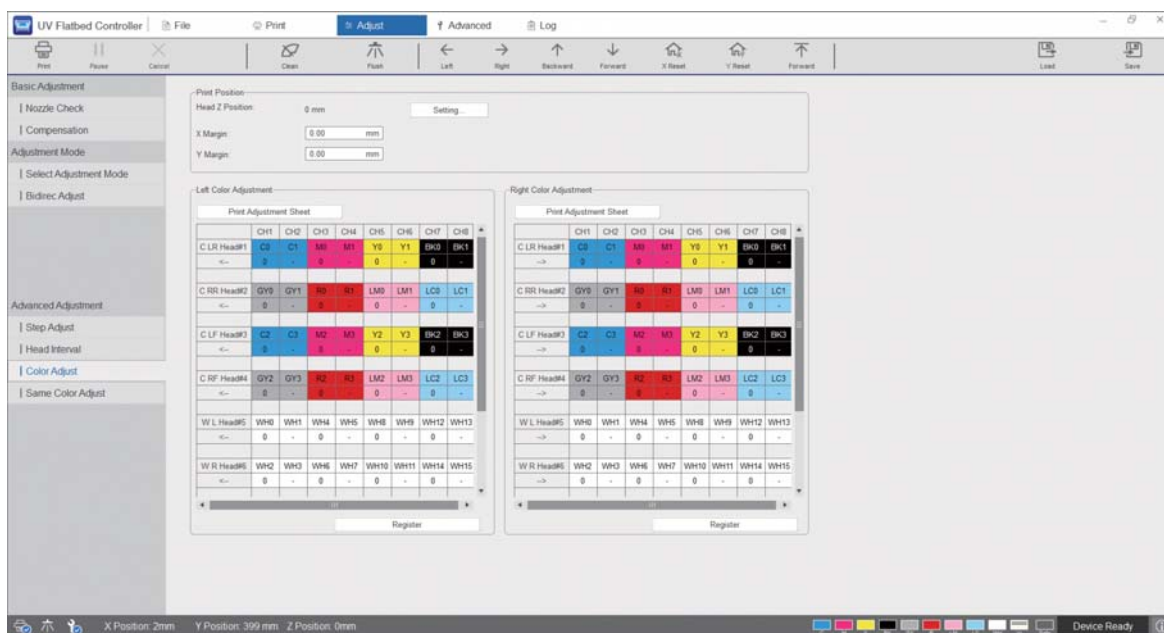 UV Flatbed Controller File Print Adjust Advanced Log
Print Pause Cancel Clean Flush Left Right Backward Forward X Reset Y Reset Forward Load Save
Basic Adjustment
Nozzle Check
Compensation
Adjustment Mode
Select Adjustment Mode
Bidirec Adjust
Advanced Adjustment
Step Adjust
Head Interval
Color Adjust
Same Color Adjust
Print Position
Head Z Position: 0 mm Setting...
X Margin: 0.00 mm
Y Margin: 0.00 mm
Left Color Adjustment
Print Adjustment Sheet
CH1 CH2 CH3 CH4 CH5 CH6 CH7 CH8
C LR Head#1 C0 C1 M0 M1 Y0 Y1 BK0 BK1
<-- 0 - 0 - 0 - 0 -
C RR Head#2 GY0 GY1 R0 R1 LM0 LM1 LC0 LC1
<-- 0 - 0 - 0 - 0 -
C LF Head#3 C2 C3 M2 M3 Y2 Y3 BK2 BK3
<-- 0 - 0 - 0 - 0 -
C RF Head#4 GY2 GY3 R2 R3 LM2 LM3 LC2 LC3
<-- 0 - 0 - 0 - 0 -
W L Head#5 WH0 WH1 WH4 WH5 WH8 WH9 WH12 WH13
<-- 0 - 0 - 0 - 0 -
W R Head#6 WH2 WH3 WH6 WH7 WH10 WH11 WH14 WH15
<-- 0 - 0 - 0 - 0 -
Register
Right Color Adjustment
Print Adjustment Sheet
CH1 CH2 CH3 CH4 CH5 CH6 CH7 CH8
C LR Head#1 C0 C1 M0 M1 Y0 Y1 BK0 BK1
--> 0 - 0 - 0 - 0 -
C RR Head#2 GY0 GY1 R0 R1 LM0 LM1 LC0 LC1
--> 0 - 0 - 0 - 0 -
C LF Head#3 C2 C3 M2 M3 Y2 Y3 BK2 BK3
--> 0 - 0 - 0 - 0 -
C RF Head#4 GY2 GY3 R2 R3 LM2 LM3 LC2 LC3
--> 0 - 0 - 0 - 0 -
W L Head#5 WH0 WH1 WH4 WH5 WH8 WH9 WH12 WH13
--> 0 - 0 - 0 - 0 -
W R Head#6 WH2 WH3 WH6 WH7 WH10 WH11 WH14 WH15
--> 0 - 0 - 0 - 0 -
Register
X Position: 2mm Y Position: 399 mm Z Position: 0mm Device Ready